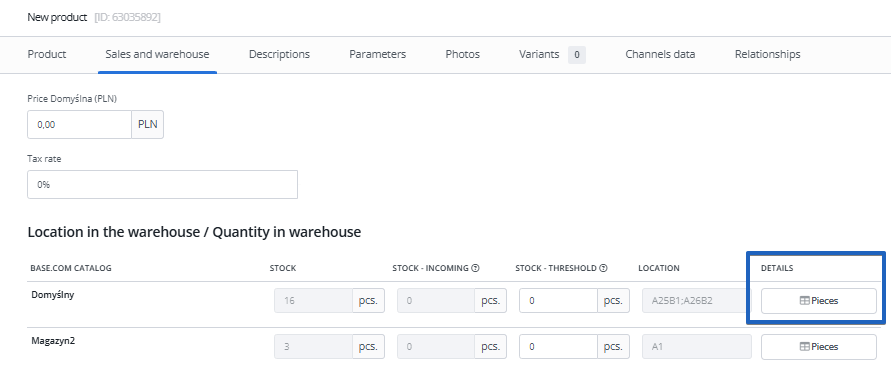 New product [ID: 63035892]
Product Sales and warehouse Descriptions Parameters Photos Variants 0 Channels data Relationships
Price Domyślna (PLN)
0,00 PLN
Tax rate
0%
Location in the warehouse / Quantity in warehouse
BASE.COM CATALOG STOCK STOCK - INCOMING ? STOCK - THRESHOLD ? LOCATION DETAILS
Domyślny 16 pcs. 0 pcs. 0 pcs. A25B1;A26B2 Pieces
Magazyn2 3 pcs. 0 pcs. 0 pcs. A1 Pieces